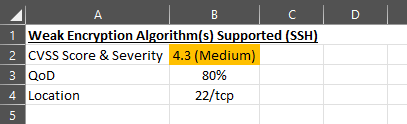 A B C D
1 Weak Encryption Algorithm(s) Supported (SSH)
2 CVSS Score & Severity 4.3 (Medium)
3 QoD 80%
4 Location 22/tcp
5